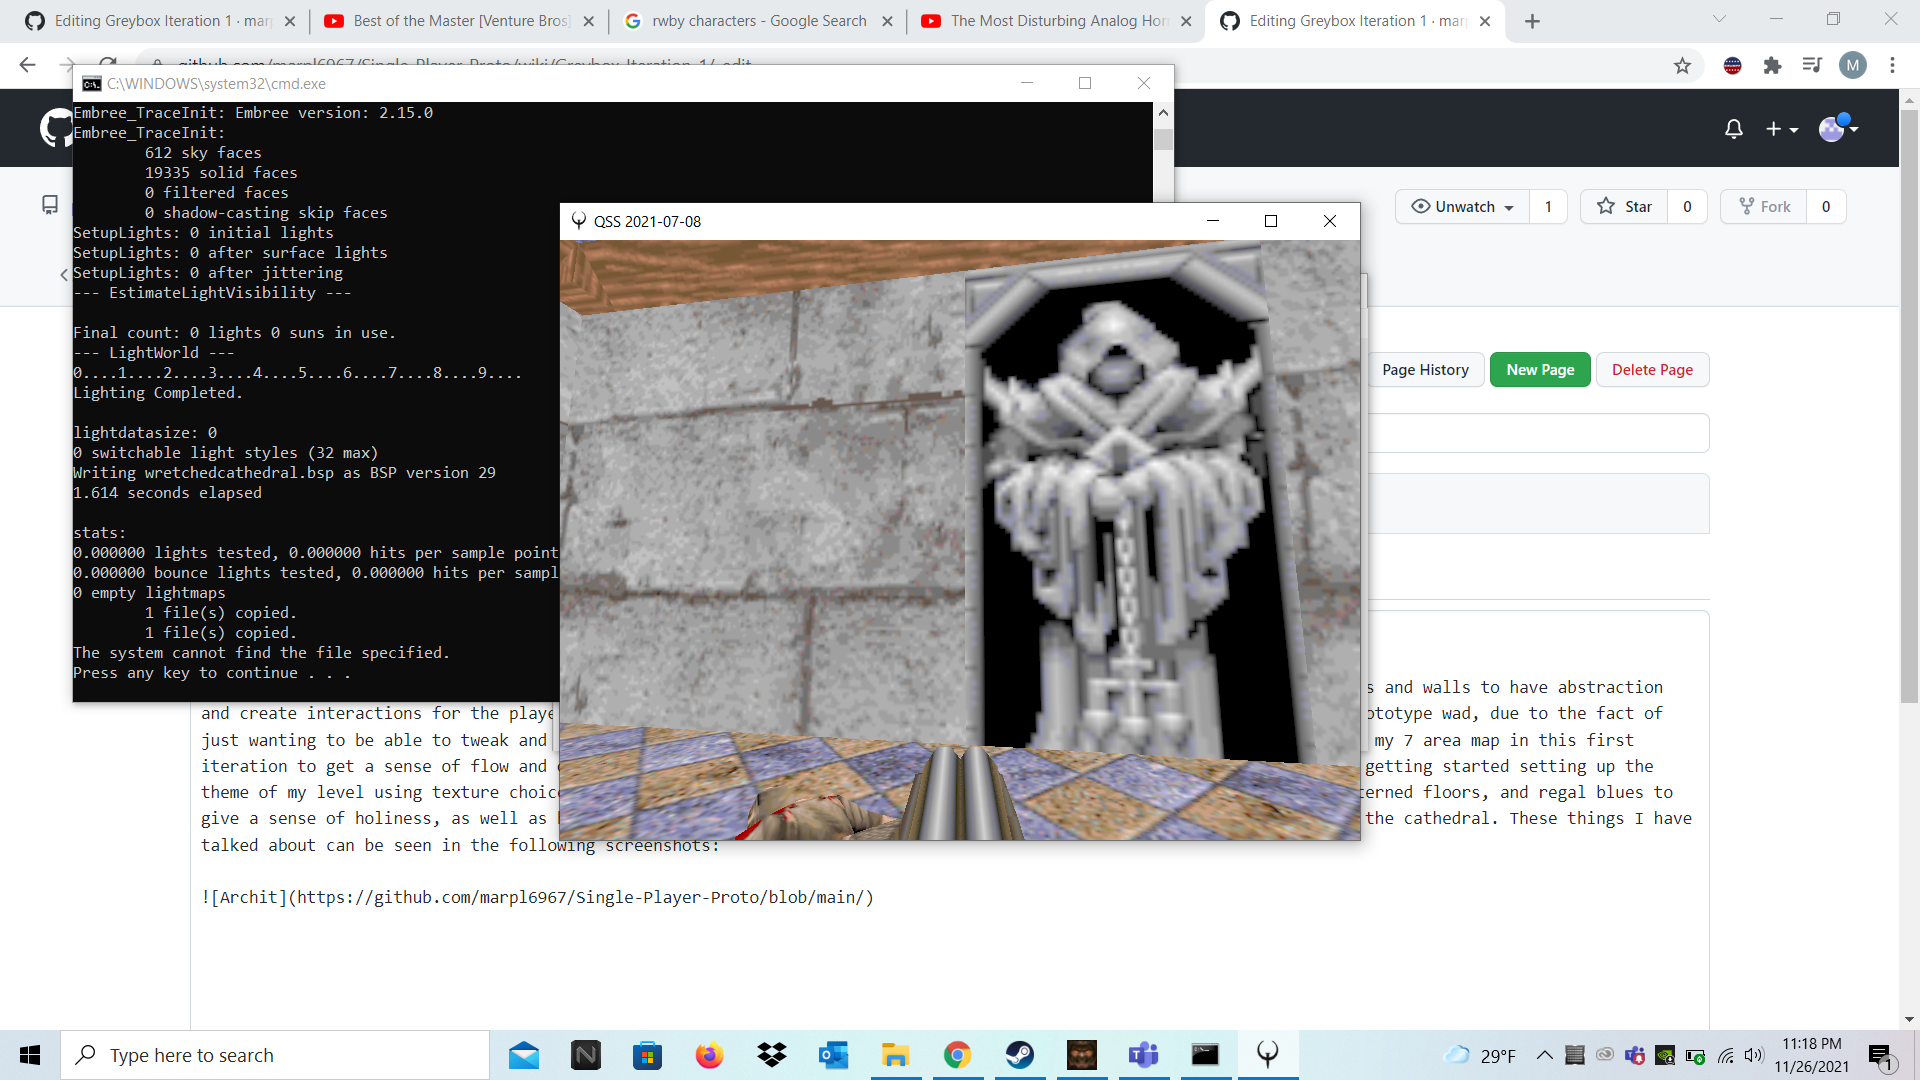 Editing Greybox Iteration 1 · mar
Best of the Master [Venture Bros]
rwby characters - Google Search
The Most Disturbing Analog Hor
Editing Greybox Iteration 1 · mar
github.com/marpl6967/Single-Player-Proto/wiki/Greybox-Iteration-1/_edit
M
C:\WINDOWS\system32\cmd.exe
Embree_TraceInit: Embree version: 2.15.0
Embree_TraceInit:
612 sky faces
19335 solid faces
0 filtered faces
0 shadow-casting skip faces
SetupLights: 0 initial lights
SetupLights: 0 after surface lights
SetupLights: 0 after jittering
--- EstimateLightVisibility ---
Final count: 0 lights 0 suns in use.
--- LightWorld ---
0....1....2....3....4....5....6....7....8....9....
Lighting Completed.
lightdatasize: 0
0 switchable light styles (32 max)
Writing wretchedcathedral.bsp as BSP version 29
1.614 seconds elapsed
stats:
0.000000 lights tested, 0.000000 hits per sample point
0.000000 bounce lights tested, 0.000000 hits per sampl
0 empty lightmaps
1 file(s) copied.
1 file(s) copied.
The system cannot find the file specified.
Press any key to continue . . .
QSS 2021-07-08
Unwatch 1
Star 0
Fork 0
Page History
New Page
Delete Page
s and walls to have abstraction
and create interactions for the playe ototype wad, due to the fact of
just wanting to be able to tweak and my 7 area map in this first
iteration to get a sense of flow and getting started setting up the
theme of my level using texture choic erned floors, and regal blues to
give a sense of holiness, as well as the cathedral. These things I have
talked about can be seen in the following screenshots:
![Archit](https://github.com/marpl6967/Single-Player-Proto/blob/main/)
Type here to search
29°F
11:18 PM
11/26/2021
1